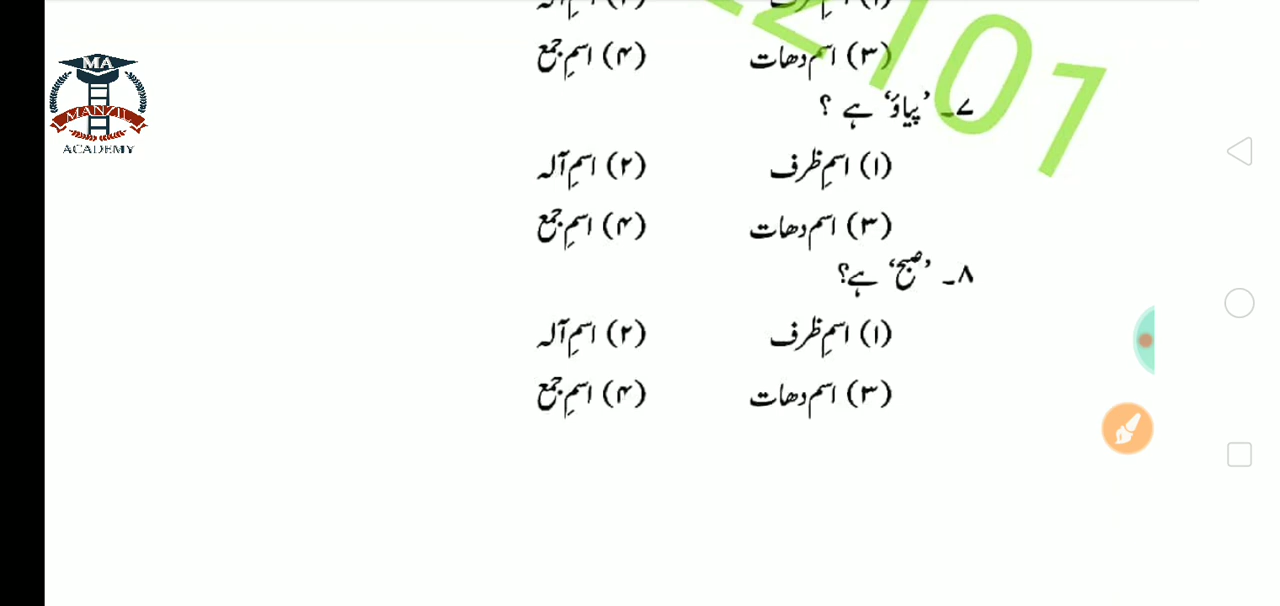 (۳) اسم دھات (۴) اسمِ جمع
۷۔ ’پیاؤ‘ ہے ؟
(۱) اسمِ ظرف (۲) اسمِ آلہ
(۳) اسم دھات (۴) اسمِ جمع
۸۔ ’صبح‘ ہے؟
(۱) اسمِ ظرف (۲) اسمِ آلہ
(۳) اسم دھات (۴) اسمِ جمع
MA
MANZIL
ACADEMY
2101